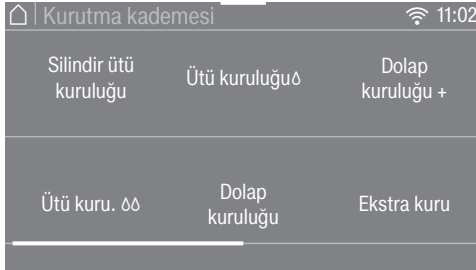 Kurutma kademesi
11:02
Silindir ütü
kuruluğu
Ütü kuruluğu
Dolap
kuruluğu +
Ütü kuru.
Dolap
kuruluğu
Ekstra kuru